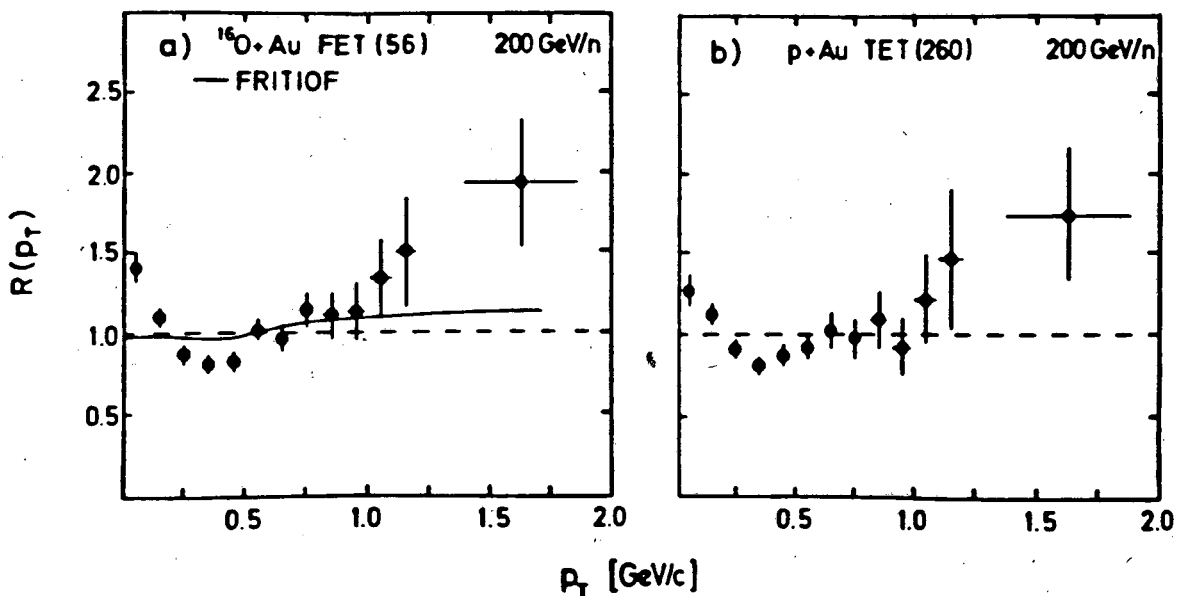 a) ¹⁶O+Au FET(56) 200 GeV/n
— FRITIOF
b) p+Au TET(260) 200 GeV/n
R(p_T)
2.5
2.0
1.5
1.0
0.5
0.5 1.0 1.5 2.0
0.5 1.0 1.5 2.0
p_T [GeV/c]